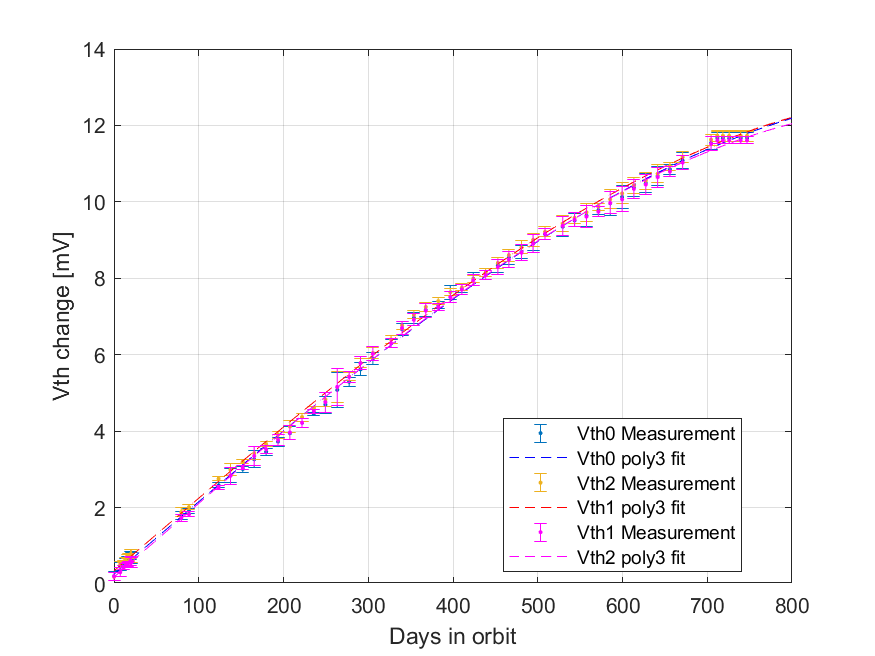 14
12
10
8
6
4
2
0
Vth change [mV]
Vth0 Measurement
Vth0 poly3 fit
Vth2 Measurement
Vth1 poly3 fit
Vth1 Measurement
Vth2 poly3 fit
0 100 200 300 400 500 600 700 800
Days in orbit